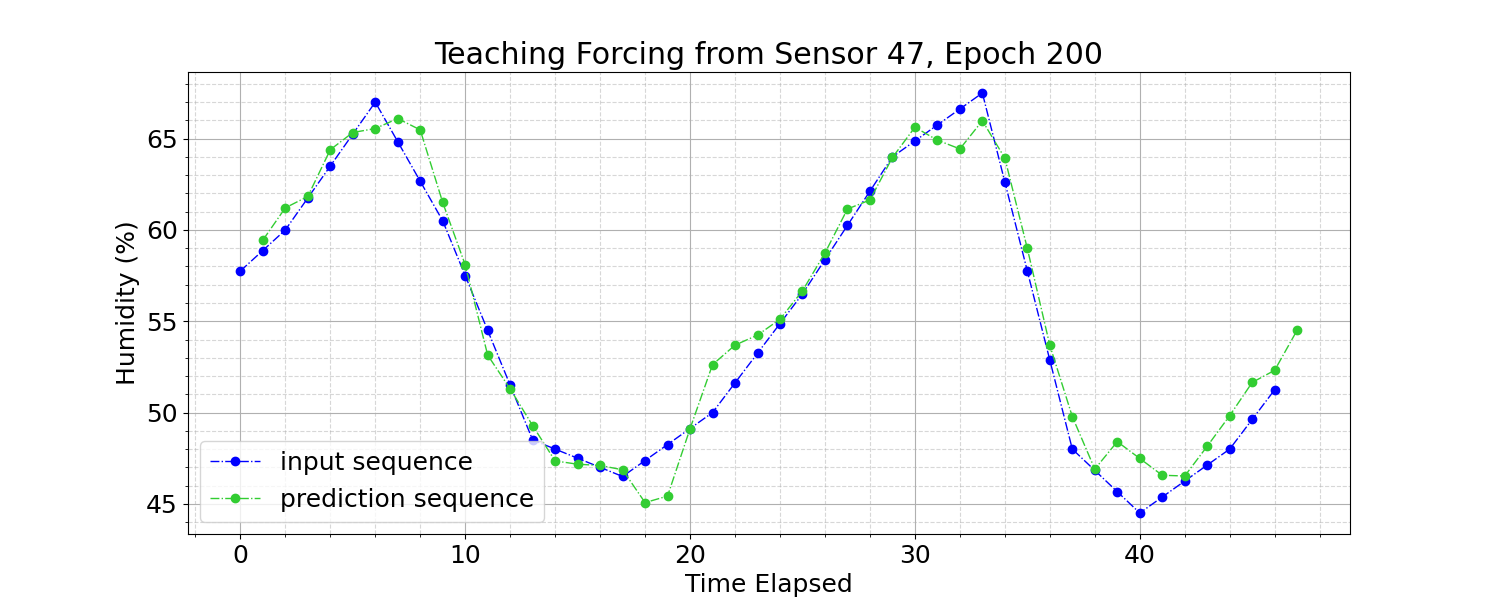 Teaching Forcing from Sensor 47, Epoch 200
Humidity (%)
65
60
55
50
45
input sequence
prediction sequence
0 10 20 30 40
Time Elapsed